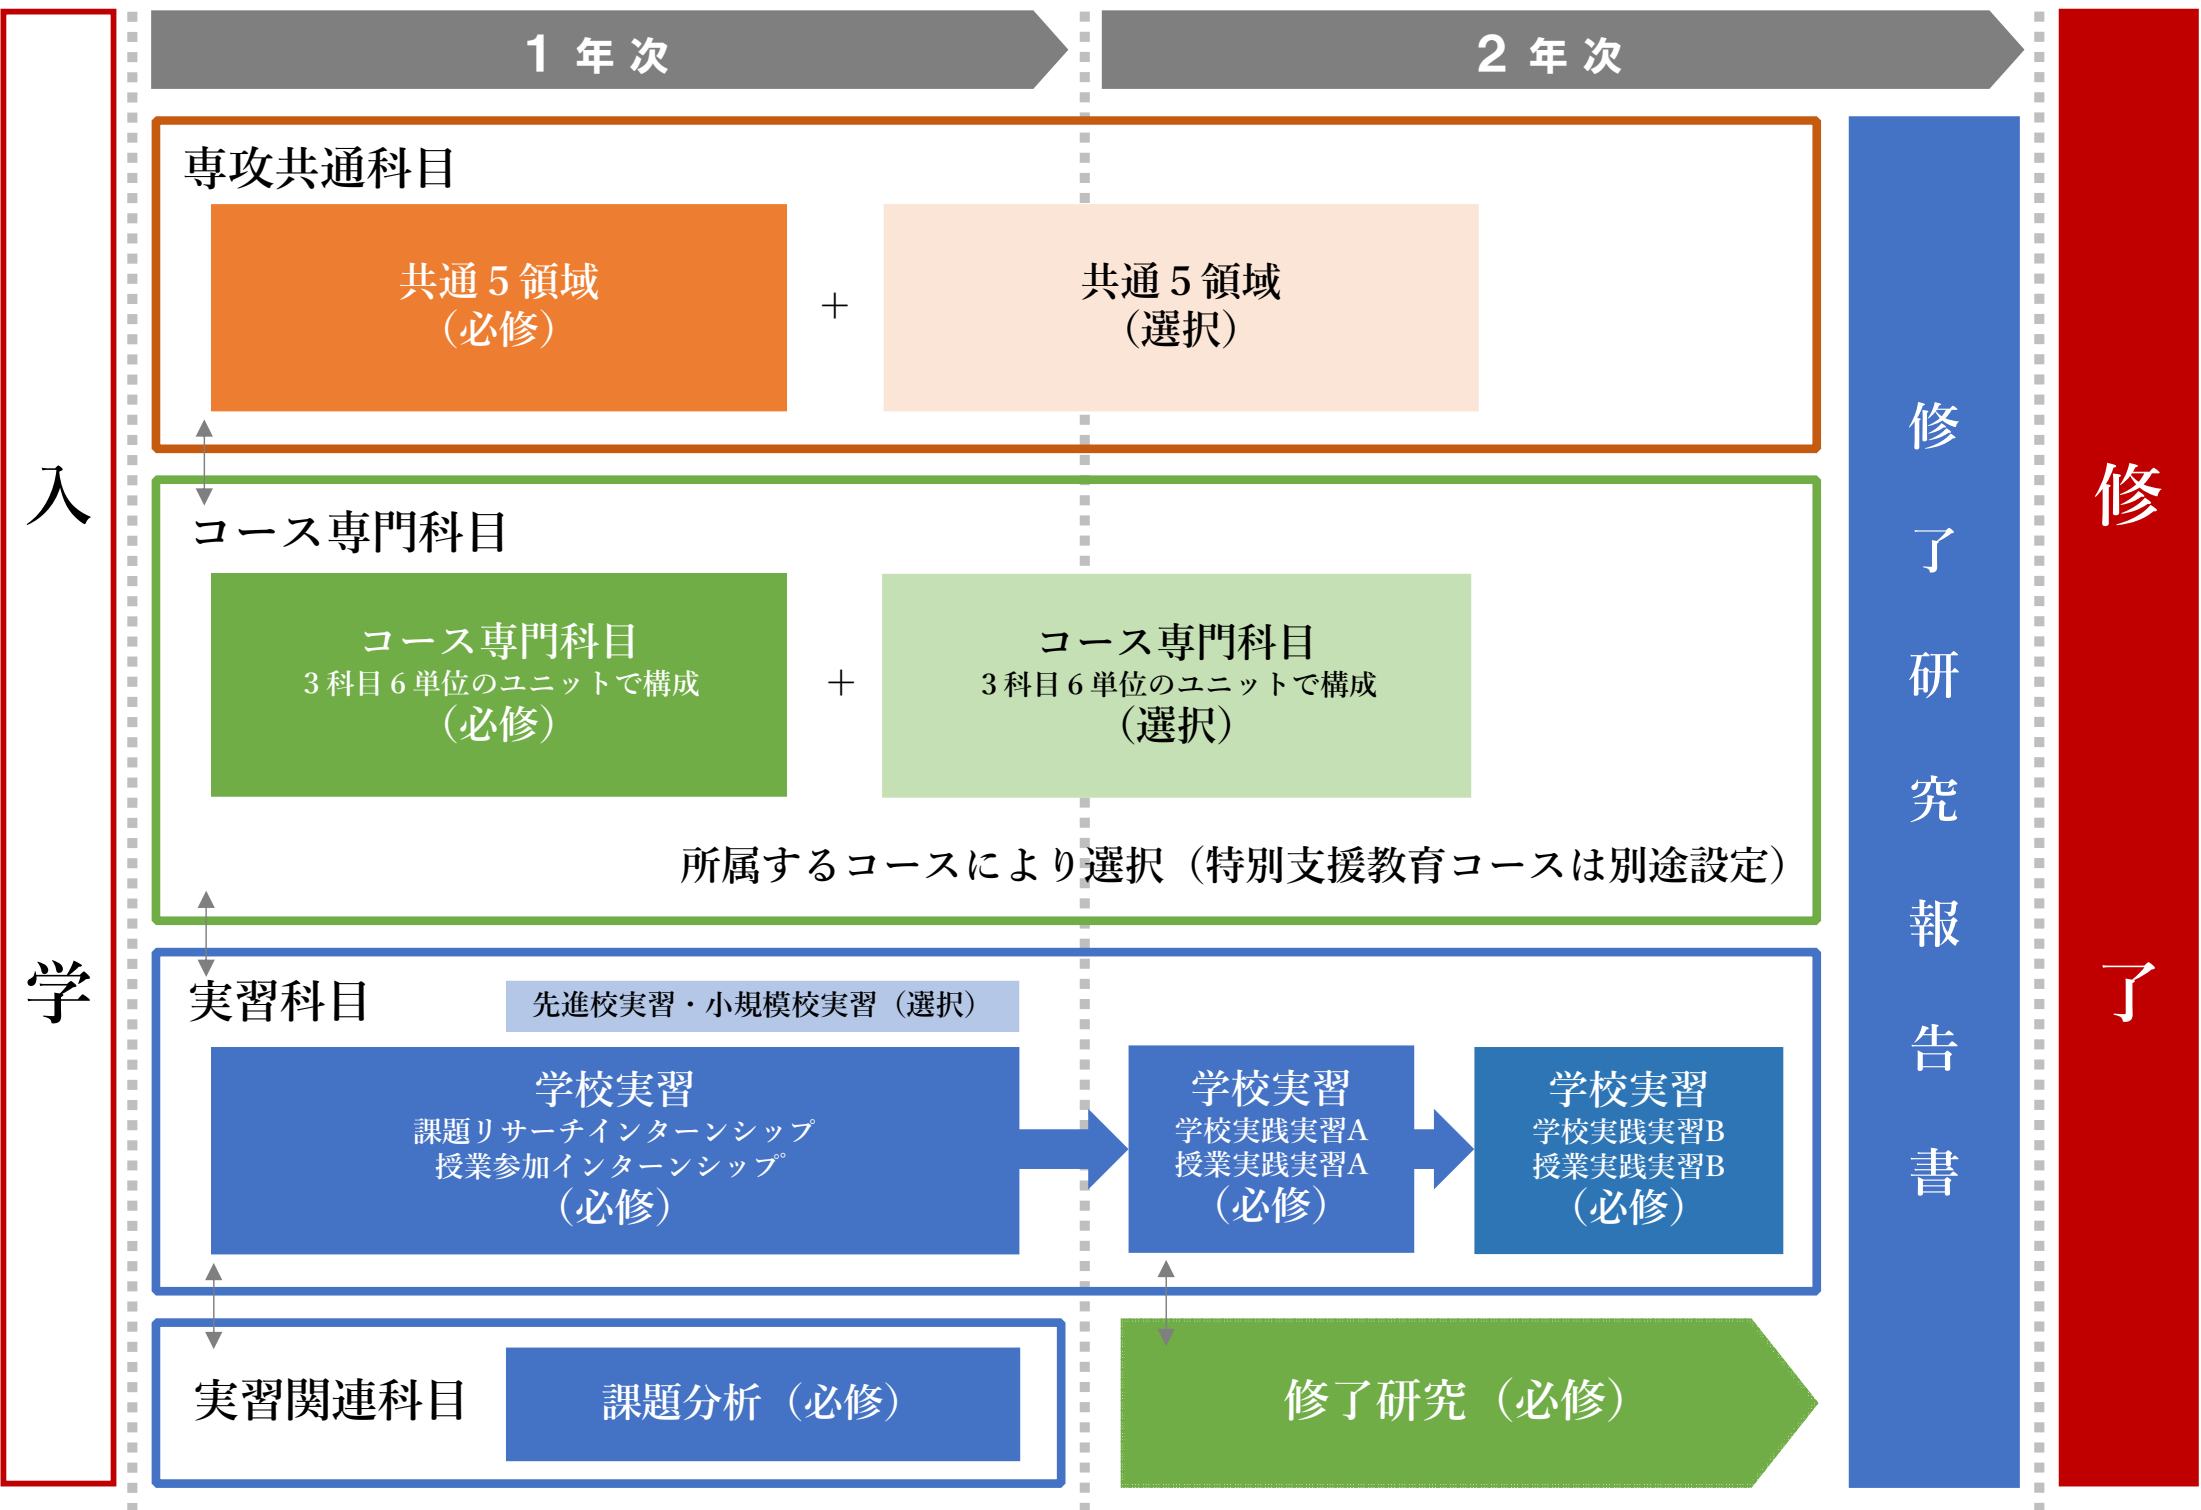 入学
1 年 次
2 年 次
専攻共通科目
共通５領域
（必修）
＋
共通５領域
（選択）
コース専門科目
コース専門科目
３科目６単位のユニットで構成
（必修）
＋
コース専門科目
３科目６単位のユニットで構成
（選択）
所属するコースにより選択（特別支援教育コースは別途設定）
実習科目
先進校実習・小規模校実習（選択）
学校実習
課題リサーチインターンシップ
授業参加インターンシップ
（必修）
学校実習
学校実践実習A
授業実践実習A
（必修）
学校実習
学校実践実習B
授業実践実習B
（必修）
実習関連科目
課題分析（必修）
修了研究（必修）
修了研究報告書
修了